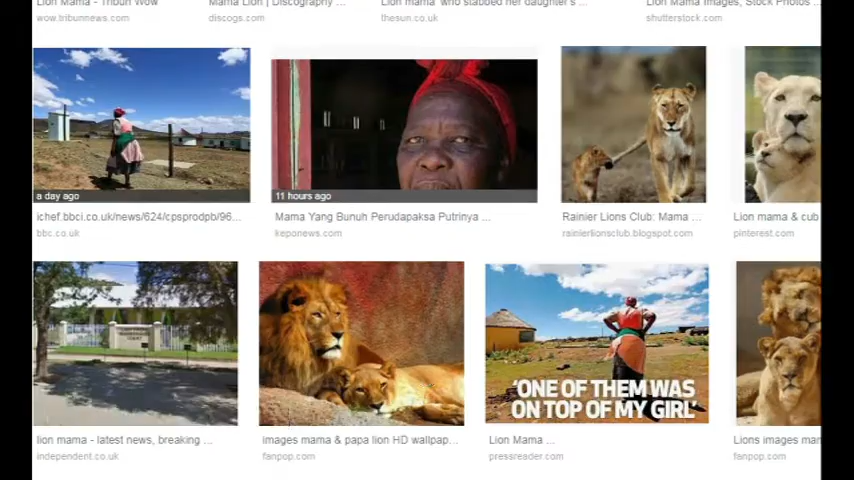 Lion Mama - Tribun Wow
Mama Lion | Discography ...
Lion mama' who stabbed her daughter's ...
Lion Mama Images, Stock Photos ...
wow.tribunnews.com
discogs.com
thesun.co.uk
shutterstock.com
a day ago
11 hours ago
ichef.bbci.co.uk/news/624/cpsprodpb/96...
Mama Yang Bunuh Perudapaksa Putrinya ...
Rainier Lions Club: Mama ...
Lion mama & cub
bbc.co.uk
keponews.com
rainierlionsclub.blogspot.com
pinterest.com
'ONE OF THEM WAS
ON TOP OF MY GIRL'
lion mama - latest news, breaking ...
images mama & papa lion HD wallpap...
Lion Mama ...
Lions images mam
independent.co.uk
fanpop.com
pressreader.com
fanpop.com